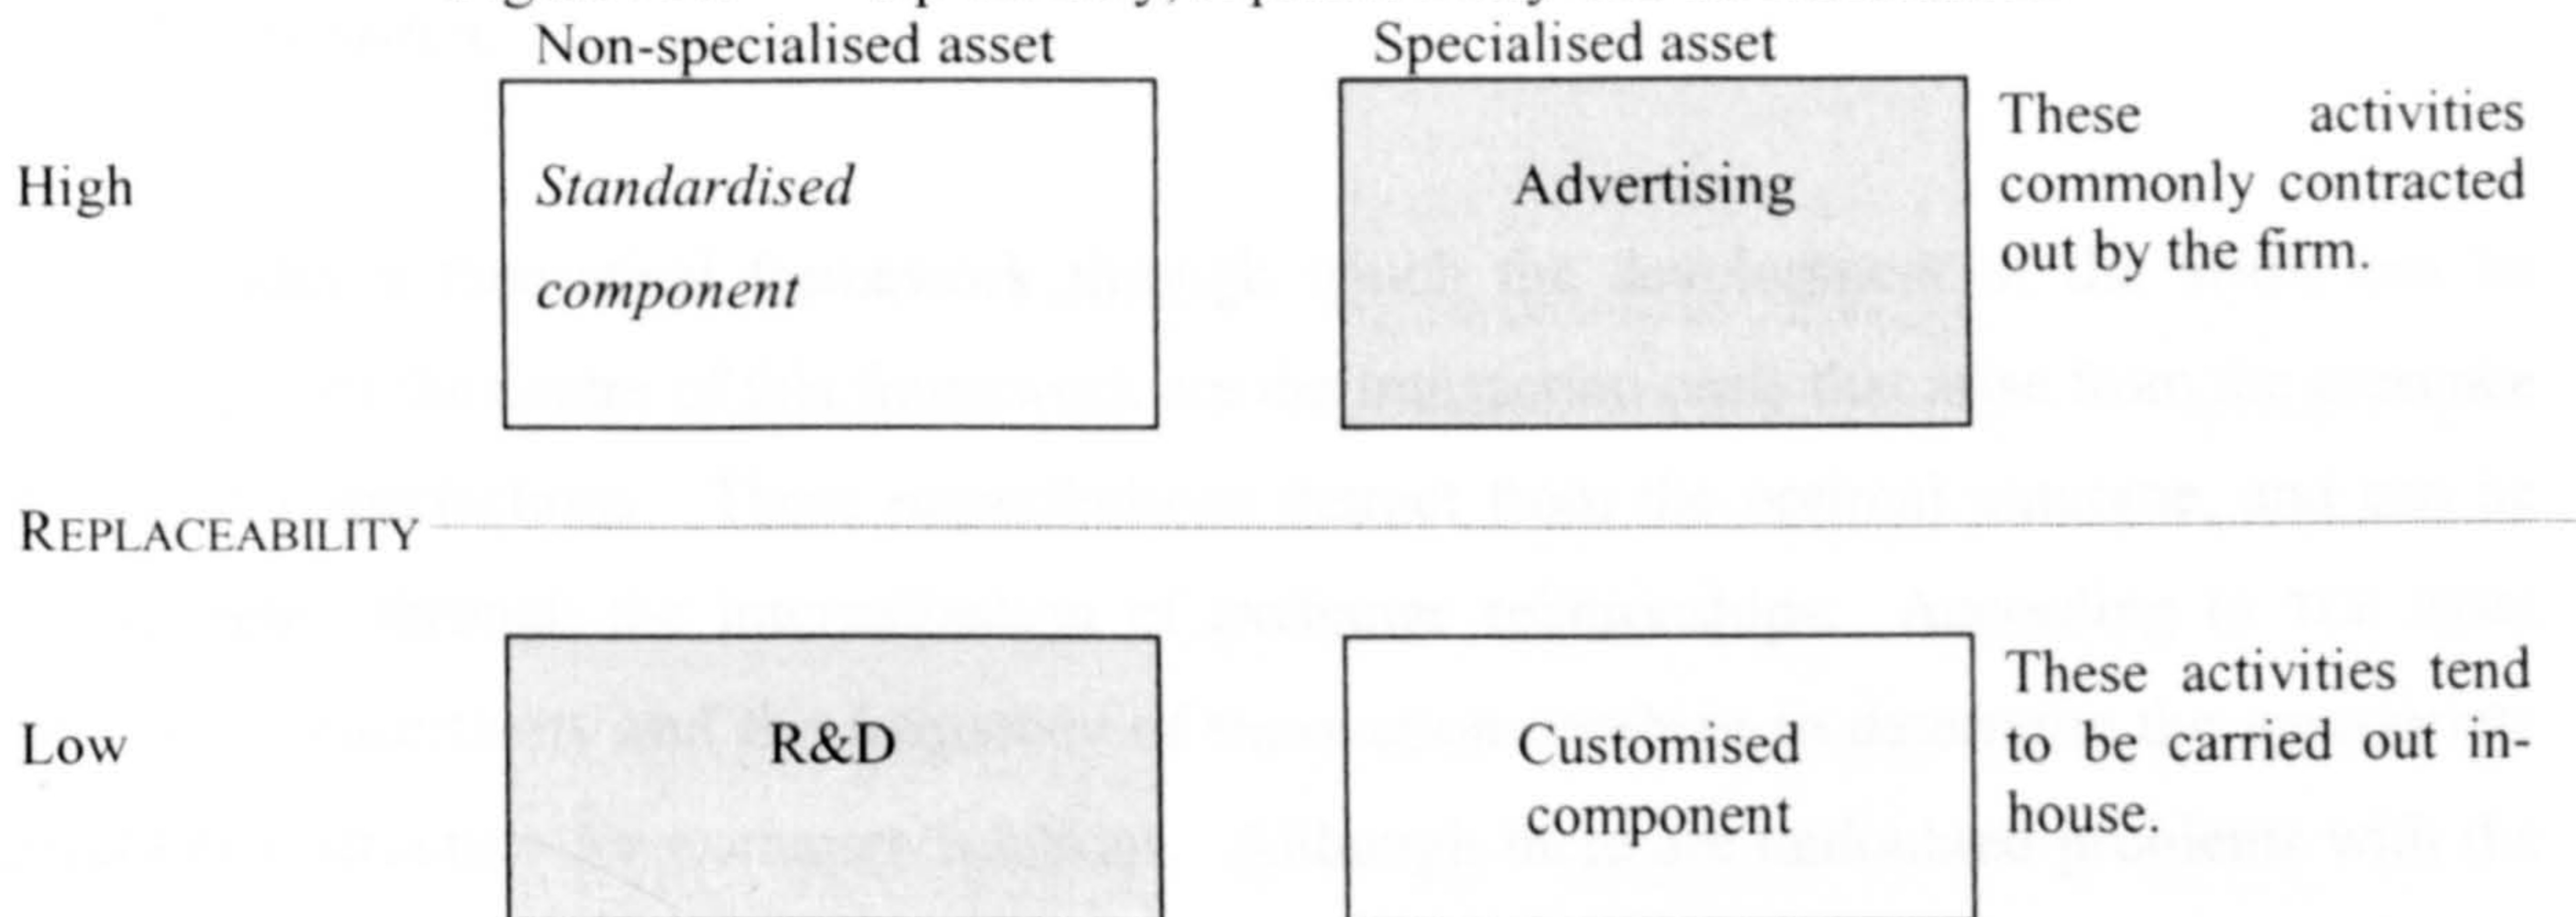 Non-specialised asset
Specialised asset
High
Standardised
component
Advertising
These activities
commonly contracted
out by the firm.
REPLACEABILITY
Low
R&D
Customised
component
These activities tend
to be carried out in-
house.